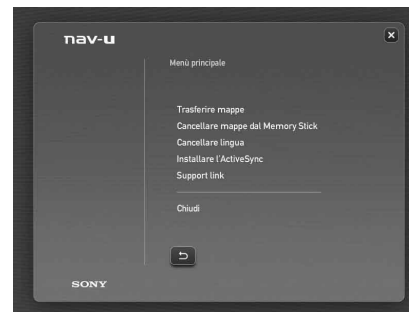 nav-u
Menù principale
Trasferire mappe
Cancellare mappe dal Memory Stick
Cancellare lingua
Installare l'ActiveSync
Support link
Chiudi
SONY